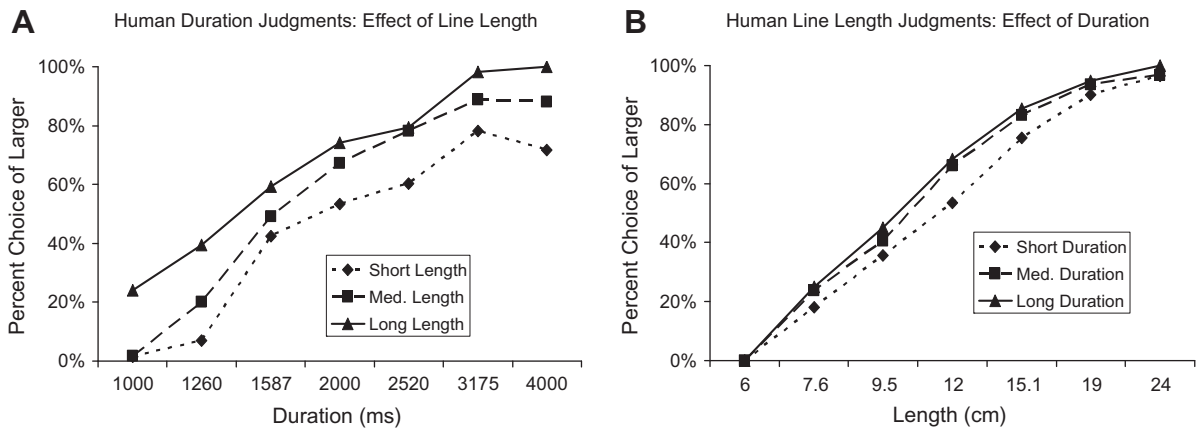 A
Human Duration Judgments: Effect of Line Length
Percent Choice of Larger
100%
80%
60%
40%
20%
0%
Short Length
Med. Length
Long Length
1000 1260 1587 2000 2520 3175 4000
Duration (ms)
B
Human Line Length Judgments: Effect of Duration
Percent Choice of Larger
100%
80%
60%
40%
20%
0%
Short Duration
Med. Duration
Long Duration
6 7.6 9.5 12 15.1 19 24
Length (cm)